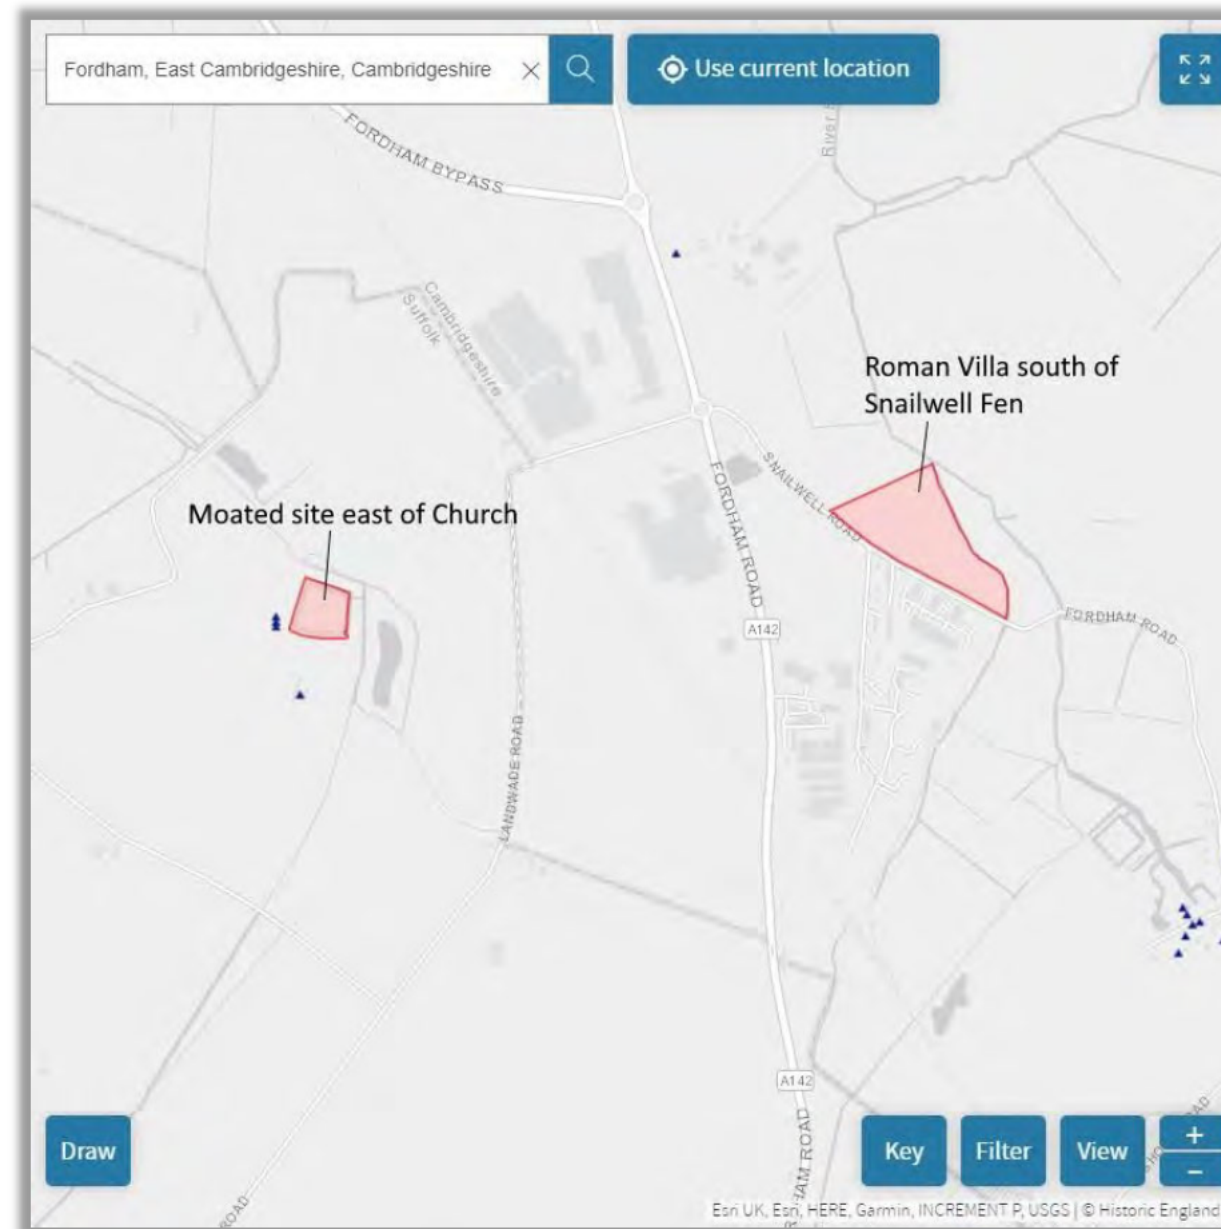 Fordham, East Cambridgeshire, Cambridgeshire
Use current location
FORDHAM BYPASS
Cambridgeshire
Suffolk
Roman Villa south of
Snailwell Fen
SNAILWELL ROAD
FORDHAM ROAD
Moated site east of Church
A142
FORDHAM ROAD
LANDWADE ROAD
A142
Draw
Key
Filter
View
+
−
ROAD
Esri UK, Esri, HERE, Garmin, INCREMENT P, USGS | © Historic England